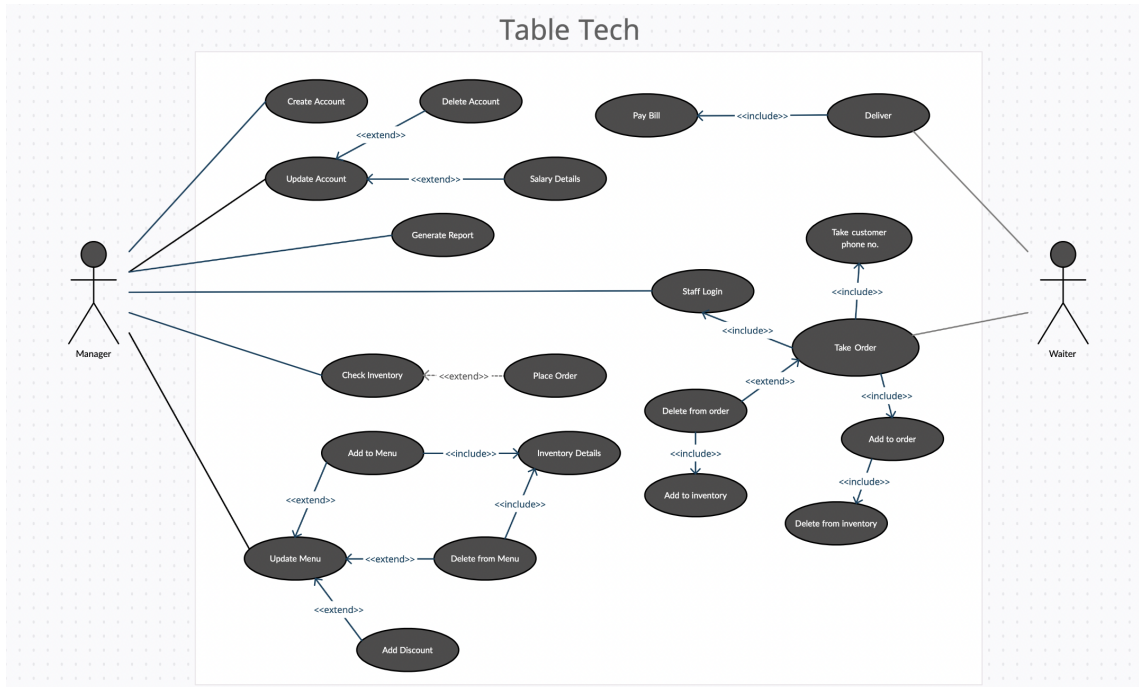 Table Tech
Create Account
Delete Account
Pay Bill
<<include>>
Deliver
<<extend>>
Update Account
<<extend>>
Salary Details
Generate Report
Take customer
phone no.
Staff Login
<<include>>
<<include>>
Manager
Waiter
Take Order
Check Inventory
<<extend>>
Place Order
<<extend>>
<<include>>
Delete from order
Add to order
Add to Menu
<<include>>
Inventory Details
<<include>>
<<include>>
Add to inventory
<<extend>>
<<include>>
Delete from inventory
Update Menu
<<extend>>
Delete from Menu
<<extend>>
Add Discount